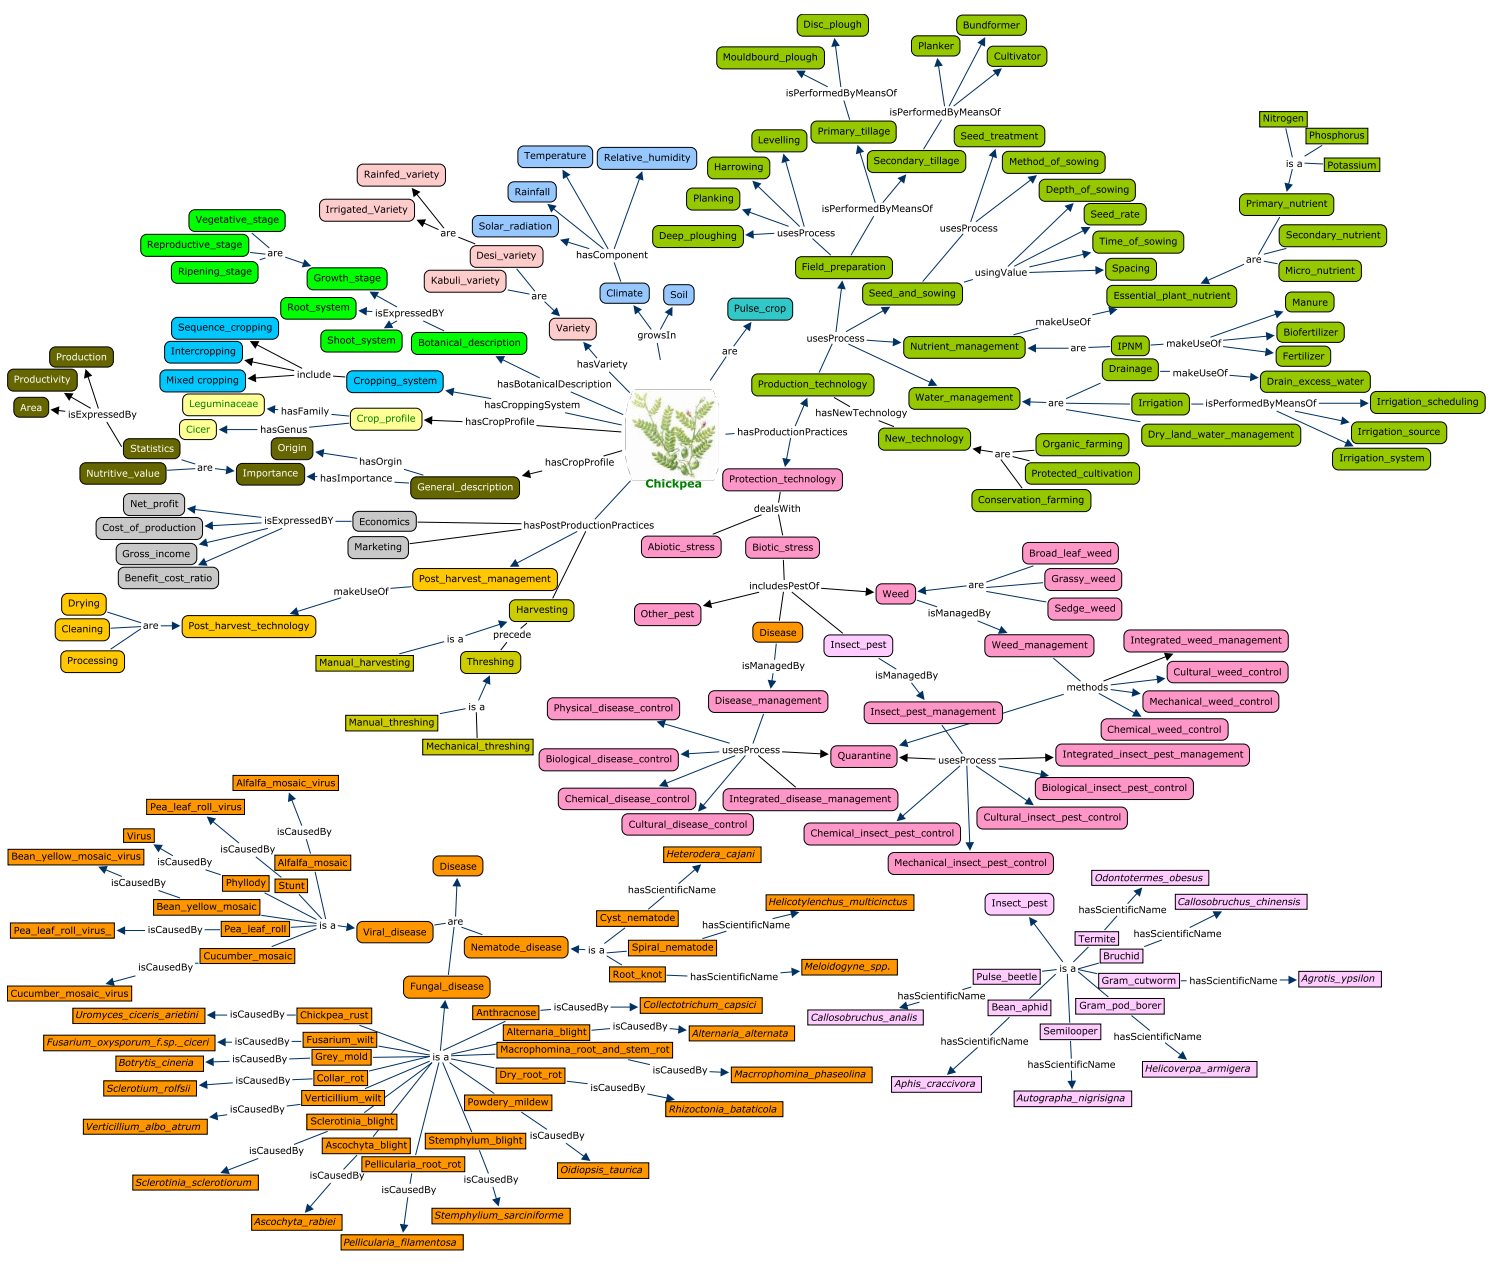 Disc_plough
Bundformer
Planker
Mouldbourd_plough
Cultivator
isPerformedByMeansOf
isPerformedByMeansOf
Nitrogen
Phosphorus
Primary_tillage
Seed_treatment
Levelling
Temperature
Relative_humidity
Secondary_tillage
Method_of_sowing
is a
Potassium
Harrowing
Rainfed_variety
Rainfall
Depth_of_sowing
Planking
Primary_nutrient
Irrigated_Variety
isPerformedByMeansOf
Seed_rate
Vegetative_stage
Solar_radiation
usesProcess
Deep_ploughing
usesProcess
are
Secondary_nutrient
Reproductive_stage
are
hasComponent
Desi_variety
Time_of_sowing
are
Ripening_stage
Field_preparation
Spacing
Micro_nutrient
usingValue
Growth_stage
Kabuli_variety
Climate
Soil
Seed_and_sowing
Essential_plant_nutrient
are
Root_system
Pulse_crop
Manure
isExpressedBY
makeUseOf
Sequence_cropping
Variety
growsIn
Biofertilizer
Shoot_system
Botanical_description
usesProcess
Nutrient_management
are
IPNM
makeUseOf
Intercropping
are
Fertilizer
Production
hasVariety
Drainage
makeUseOf
Productivity
Mixed cropping
include
Cropping_system
hasBotanicalDescription
Production_technology
Drain_excess_water
Water_management
Area
Leguminaceae
hasFamily
hasCroppingSystem
hasNewTechnology
are
Irrigation
isPerformedByMeansOf
Irrigation_scheduling
isExpressedBy
Crop_profile
hasCropProfile
Cicer
hasGenus
hasProductionPractices
New_technology
Dry_land_water_management
Irrigation_source
Statistics
Origin
Organic_farming
are
Irrigation_system
hasOrgin
hasCropProfile
Nutritive_value
are
Importance
hasImportance
General_description
Chickpea
Protection_technology
Protected_cultivation
Conservation_farming
Net_profit
dealsWith
isExpressedBY
Economics
hasPostProductionPractices
Cost_of_production
Gross_income
Marketing
Abiotic_stress
Biotic_stress
Broad_leaf_weed
Benefit_cost_ratio
Post_harvest_management
Grassy_weed
makeUseOf
includesPestOf
Weed
are
Drying
Harvesting
Other_pest
isManagedBy
Sedge_weed
Cleaning
are
Post_harvest_technology
is a
precede
Disease
Insect_pest
Weed_management
Integrated_weed_management
Processing
Manual_harvesting
Threshing
isManagedBy
isManagedBy
Cultural_weed_control
methods
Physical_disease_control
Disease_management
Insect_pest_management
Mechanical_weed_control
is a
Manual_threshing
Chemical_weed_control
Mechanical_threshing
usesProcess
Biological_disease_control
Quarantine
usesProcess
Integrated_insect_pest_management
Alfalfa_mosaic_virus
Biological_insect_pest_control
Chemical_disease_control
Integrated_disease_management
Pea_leaf_roll_virus
Cultural_insect_pest_control
Cultural_disease_control
Chemical_insect_pest_control
Virus
isCausedBy
isCausedBy
Bean_yellow_mosaic_virus
isCausedBy
Alfalfa_mosaic
Disease
Heterodera_cajani
Mechanical_insect_pest_control
isCausedBy
Phyllody
Stunt
hasScientificName
Odontotermes_obesus
Bean_yellow_mosaic
Helicotylenchus_multicinctus
Insect_pest
Callosobruchus_chinensis
hasScientificName
Cyst_nematode
is a
are
hasScientificName
Pea_leaf_roll_virus_
isCausedBy
Pea_leaf_roll
Viral_disease
hasScientificName
Termite
Nematode_disease
is a
Spiral_nematode
Cucumber_mosaic
Bruchid
isCausedBy
Root_knot
hasScientificName
Meloidogyne_spp.
is a
Pulse_beetle
Gram_cutworm
hasScientificName
Agrotis_ypsilon
Cucumber_mosaic_virus
Fungal_disease
hasScientificName
Bean_aphid
Gram_pod_borer
Uromyces_ciceris_arietini
isCausedBy
Chickpea_rust
Anthracnose
isCausedBy
Collectotrichum_capsici
Callosobruchus_analis
Semilooper
hasScientificName
Fusarium_oxysporum_f.sp._ciceri
isCausedBy
Fusarium_wilt
Alternaria_blight
isCausedBy
Alternaria_alternata
hasScientificName
Botrytis_cineria
isCausedBy
Grey_mold
is a
Macrophomina_root_and_stem_rot
hasScientificName
Helicoverpa_armigera
Sclerotium_rolfsii
isCausedBy
Collar_rot
Dry_root_rot
isCausedBy
Macrrophomina_phaseolina
Aphis_craccivora
isCausedBy
Autographa_nigrisigna
isCausedBy
Verticillium_wilt
Powdery_mildew
Rhizoctonia_bataticola
Verticillium_albo_atrum
Sclerotinia_blight
isCausedBy
Ascochyta_blight
Stemphylum_blight
isCausedBy
Pellicularia_root_rot
Oidiopsis_taurica
Sclerotinia_sclerotiorum
isCausedBy
isCausedBy
isCausedBy
Ascochyta_rabiei
Stemphylium_sarciniforme
Pellicularia_filamentosa